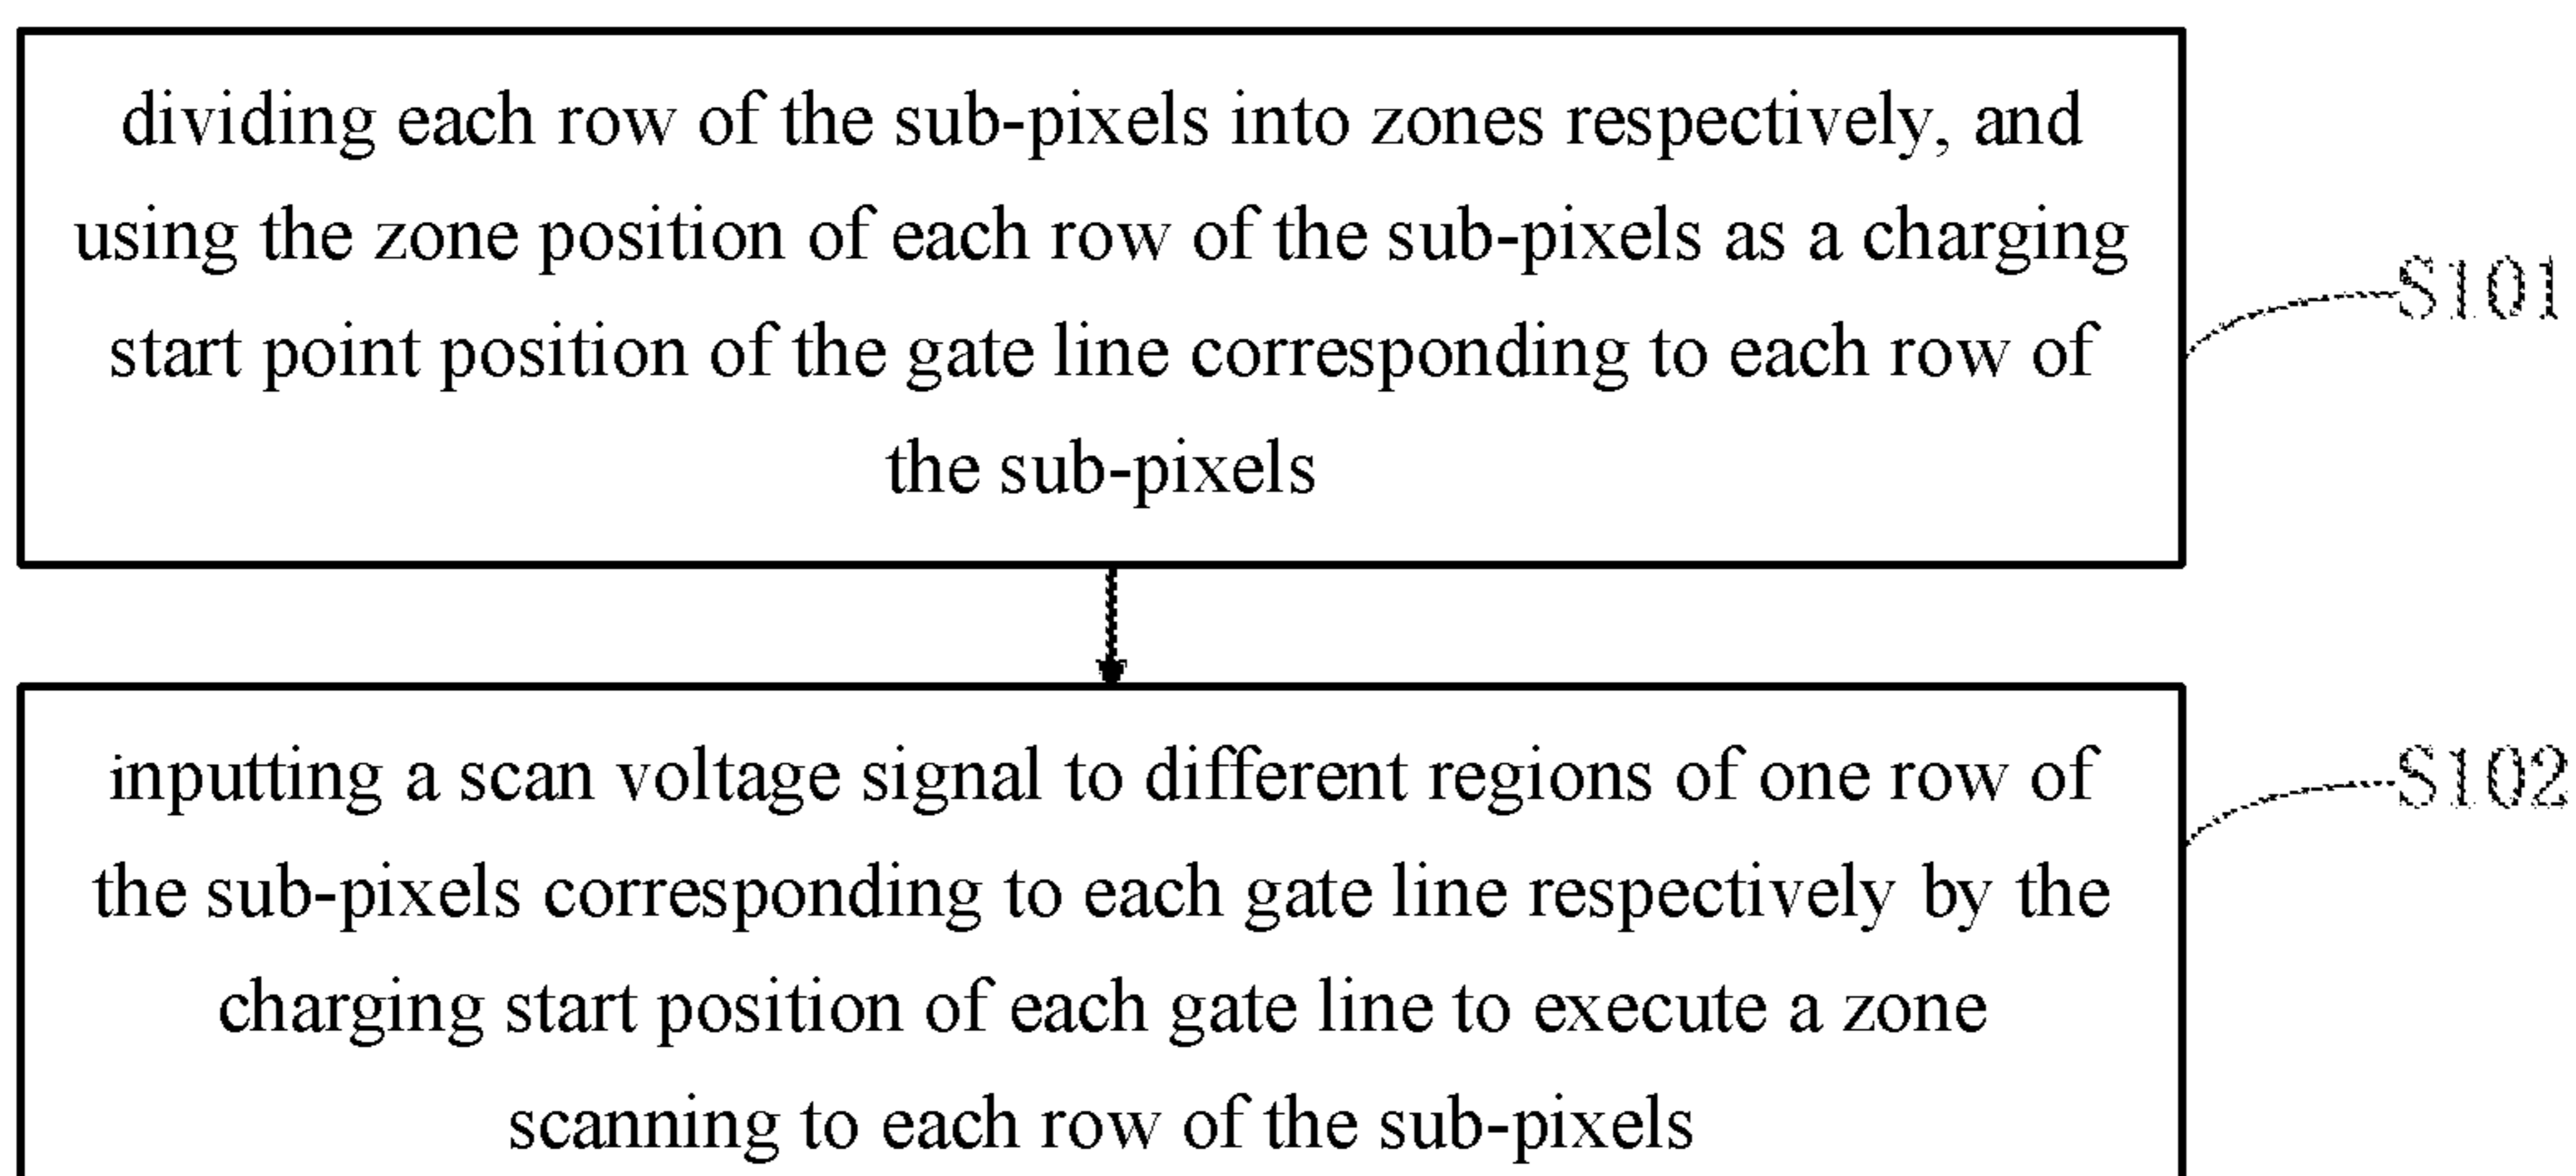 dividing each row of the sub-pixels into zones respectively, and
using the zone position of each row of the sub-pixels as a charging
start point position of the gate line corresponding to each row of
the sub-pixels
S101
inputting a scan voltage signal to different regions of one row of
the sub-pixels corresponding to each gate line respectively by the
charging start position of each gate line to execute a zone
scanning to each row of the sub-pixels
S102